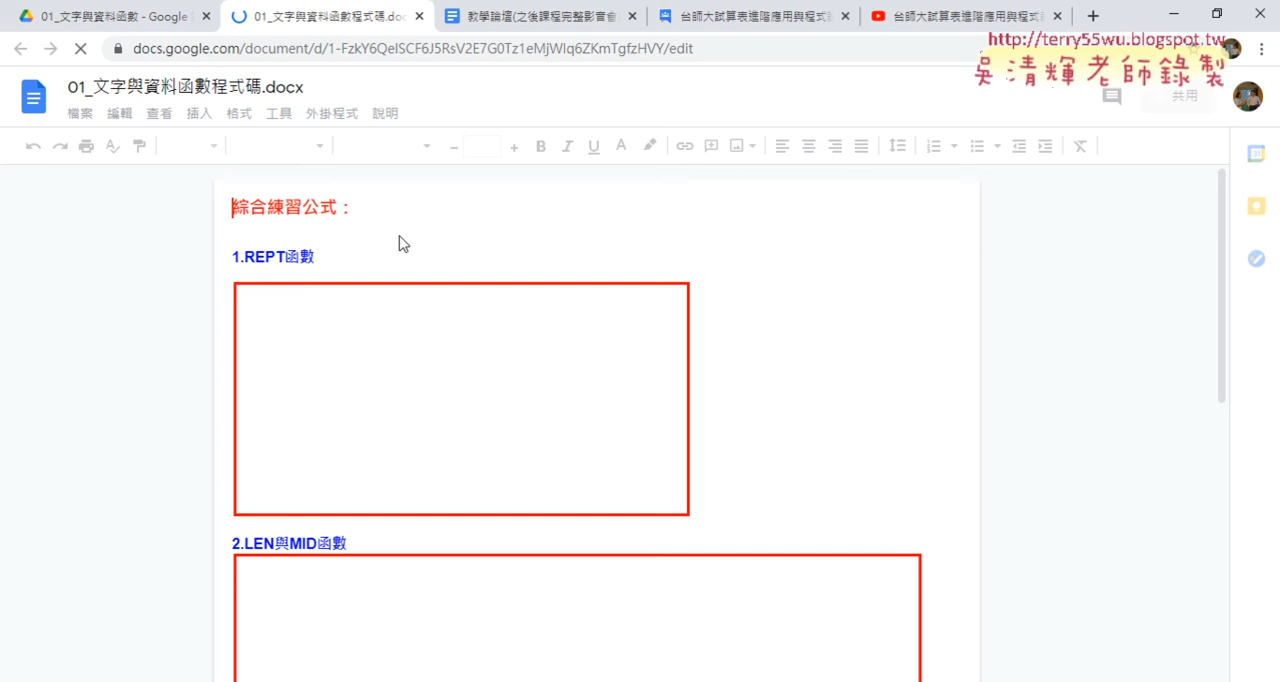 01_文字與資料函數 - Google
01_文字與資料函數程式碼.do
教學論壇(之後課程完整影音會
台師大試算表進階應用與程式
台師大試算表進階應用與程式
docs.google.com/document/d/1-FzkY6QelSCF6J5RsV2E7G0Tz1eMjWIq6ZKmTgfzHVY/edit
http://terry55wu.blogspot.tw
吳清輝老師錄製
01_文字與資料函數程式碼.docx
共用
檔案 編輯 查看 插入 格式 工具 外掛程式 說明
綜合練習公式：
1.REPT函數
2.LEN與MID函數